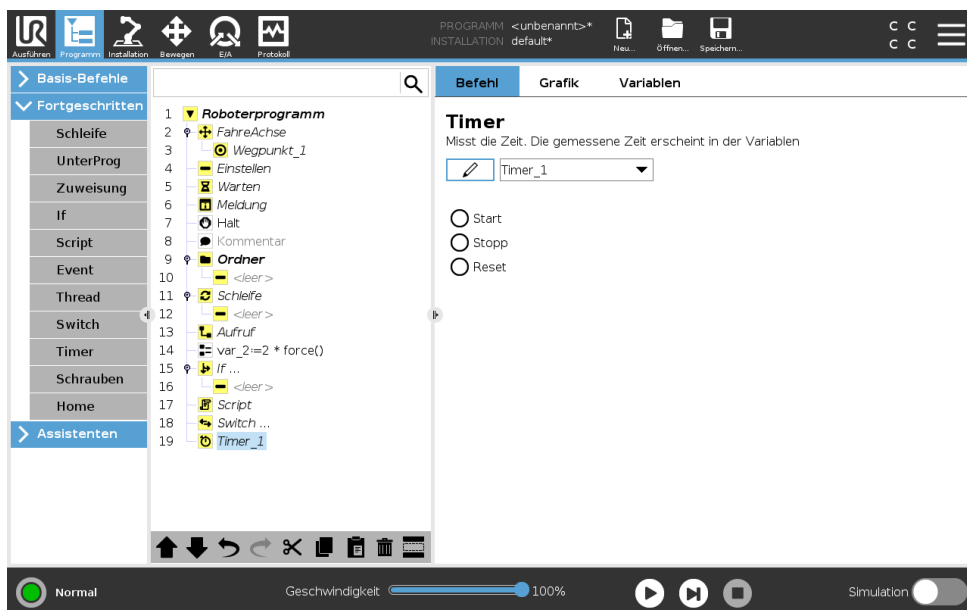 UR
PROGRAMM <unbenannt>*
INSTALLATION default*
C C
C C
Ausführen Programm Installation Bewegen E/A Protokoll Neu... Öffnen... Speichern...
Basis-Befehle
Fortgeschritten
Schleife
UnterProg
Zuweisung
If
Script
Event
Thread
Switch
Timer
Schrauben
Home
Assistenten
1 Roboterprogramm
2 FahreAchse
3 Wegpunkt_1
4 Einstellen
5 Warten
6 Meldung
7 Halt
8 Kommentar
9 Ordner
10 <leer>
11 Schleife
12 <leer>
13 Aufruf
14 var_2:=2 * force()
15 If ...
16 <leer>
17 Script
18 Switch ...
19 Timer_1
Befehl Grafik Variablen
Timer
Misst die Zeit. Die gemessene Zeit erscheint in der Variablen
Timer_1
Start
Stopp
Reset
Normal Geschwindigkeit 100% Simulation